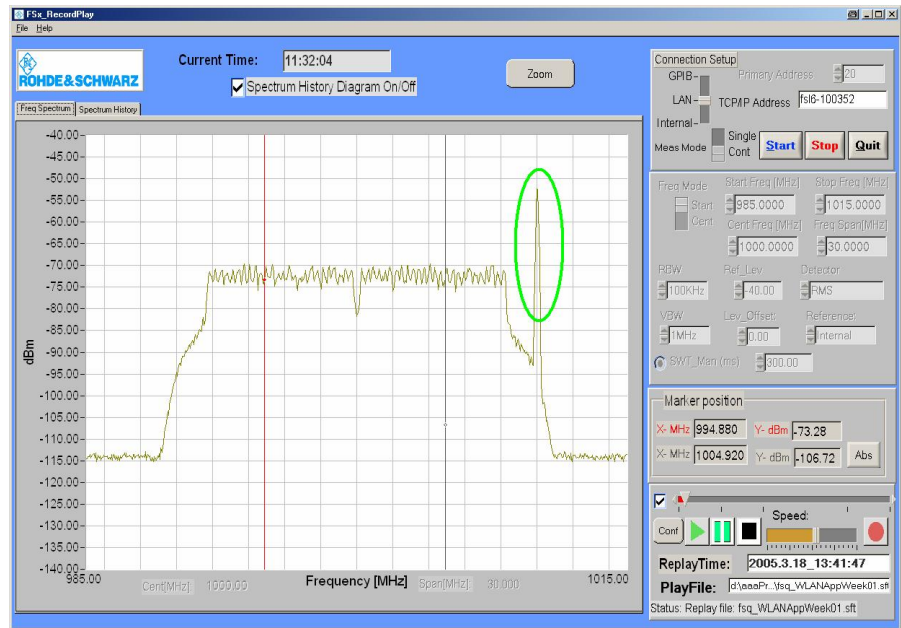 FSx_RecordPlay
File Help
ROHDE & SCHWARZ
Current Time: 11:32:04
Spectrum History Diagram On/Off
Zoom
Freq Spectrum Spectrum History
-40.00
-45.00
-50.00
-55.00
-60.00
-65.00
-70.00
-75.00
-80.00
-85.00
-90.00
-95.00
-100.00
-105.00
-110.00
-115.00
-120.00
-125.00
-130.00
-135.00
-140.00
dBm
985.00
Cent[MHz]: 1000.00
Frequency [MHz]
Span[MHz]: 30.000
1015.00
Connection Setup
GPIB
Primary Address 20
LAN
TCP/IP Address fsl6-100352
Internal
Meas Mode
Single
Cont
Start Stop Quit
Freq Mode Start Freq [MHz] Stop Freq [MHz]
Start 985.0000 1015.0000
Cent Cent Freq [MHz] Freq Span[MHz]
1000.0000 30.0000
RBW Ref_Lev Detector
100KHz -40.00 RMS
VBW Lev_Offset: Reference:
1MHz 0.00 Internal
SWT_Man (ms) 300.00
Marker position
X- MHz 994.880 Y- dBm -73.28
X- MHz 1004.920 Y- dBm -106.72 Abs
Speed:
Conf
ReplayTime: 2005.3.18_13:41:47
PlayFile: d:\aaaPr..\fsq_WLANAppWeek01.sft
Status: Replay file: fsq_WLANAppWeek01.sft